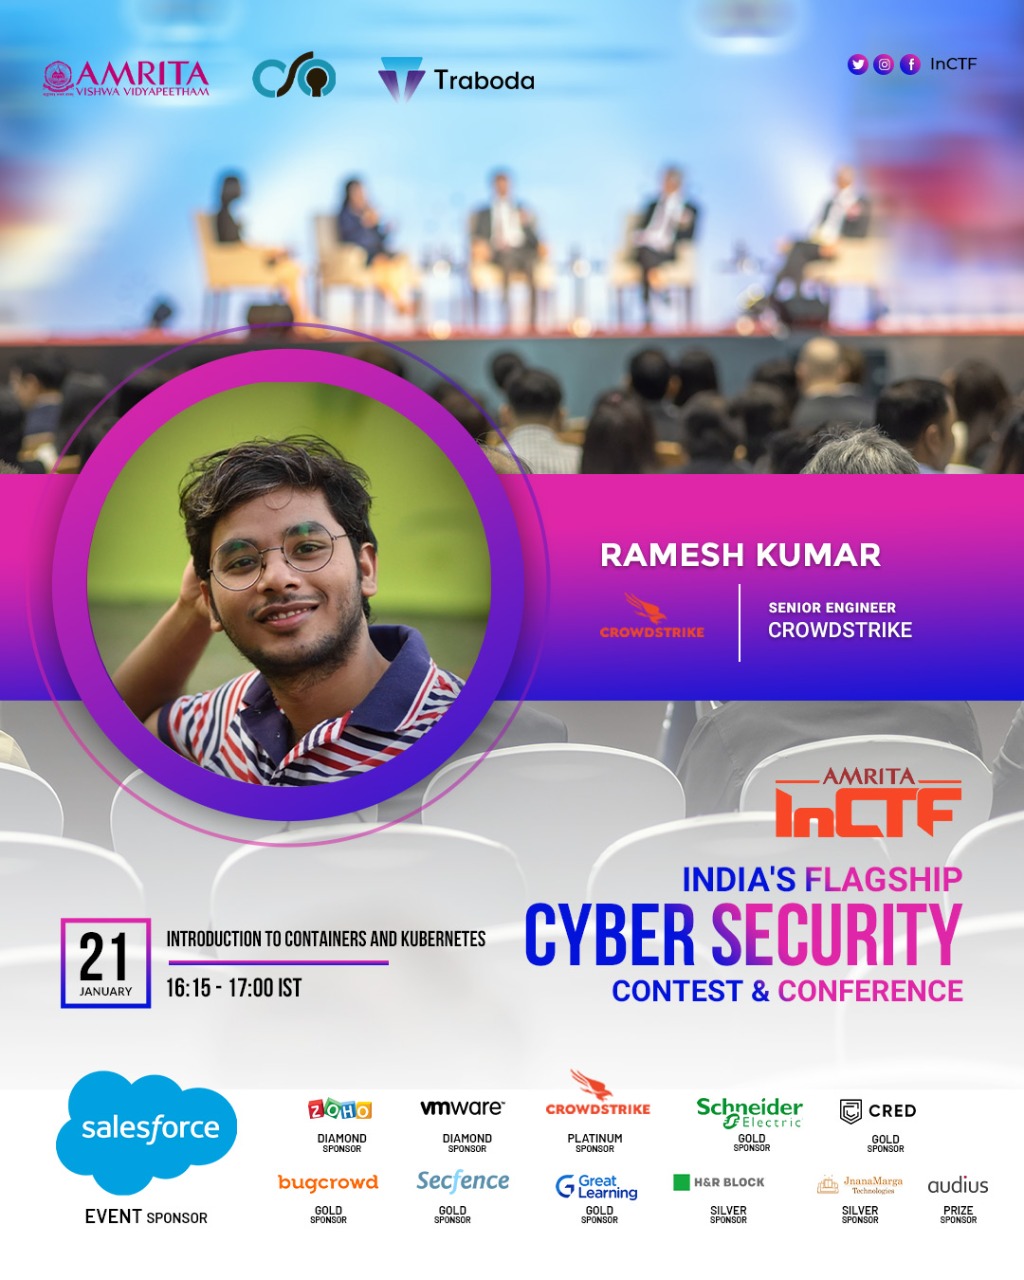 AMRITA
VISHWA VIDYAPEETHAM
Traboda
InCTF
RAMESH KUMAR
CROWDSTRIKE
SENIOR ENGINEER
CROWDSTRIKE
AMRITA
InCTF
INDIA'S FLAGSHIP
CYBER SECURITY
CONTEST & CONFERENCE
21
JANUARY
INTRODUCTION TO CONTAINERS AND KUBERNETES
16:15 - 17:00 IST
salesforce
EVENT SPONSOR
ZOHO
DIAMOND
SPONSOR
vmware
DIAMOND
SPONSOR
CROWDSTRIKE
PLATINUM
SPONSOR
Schneider
Electric
GOLD
SPONSOR
CRED
GOLD
SPONSOR
bugcrowd
GOLD
SPONSOR
Secfence
GOLD
SPONSOR
Great
Learning
GOLD
SPONSOR
H&R BLOCK
SILVER
SPONSOR
JnanaMarga
Technologies
SILVER
SPONSOR
audius
PRIZE
SPONSOR